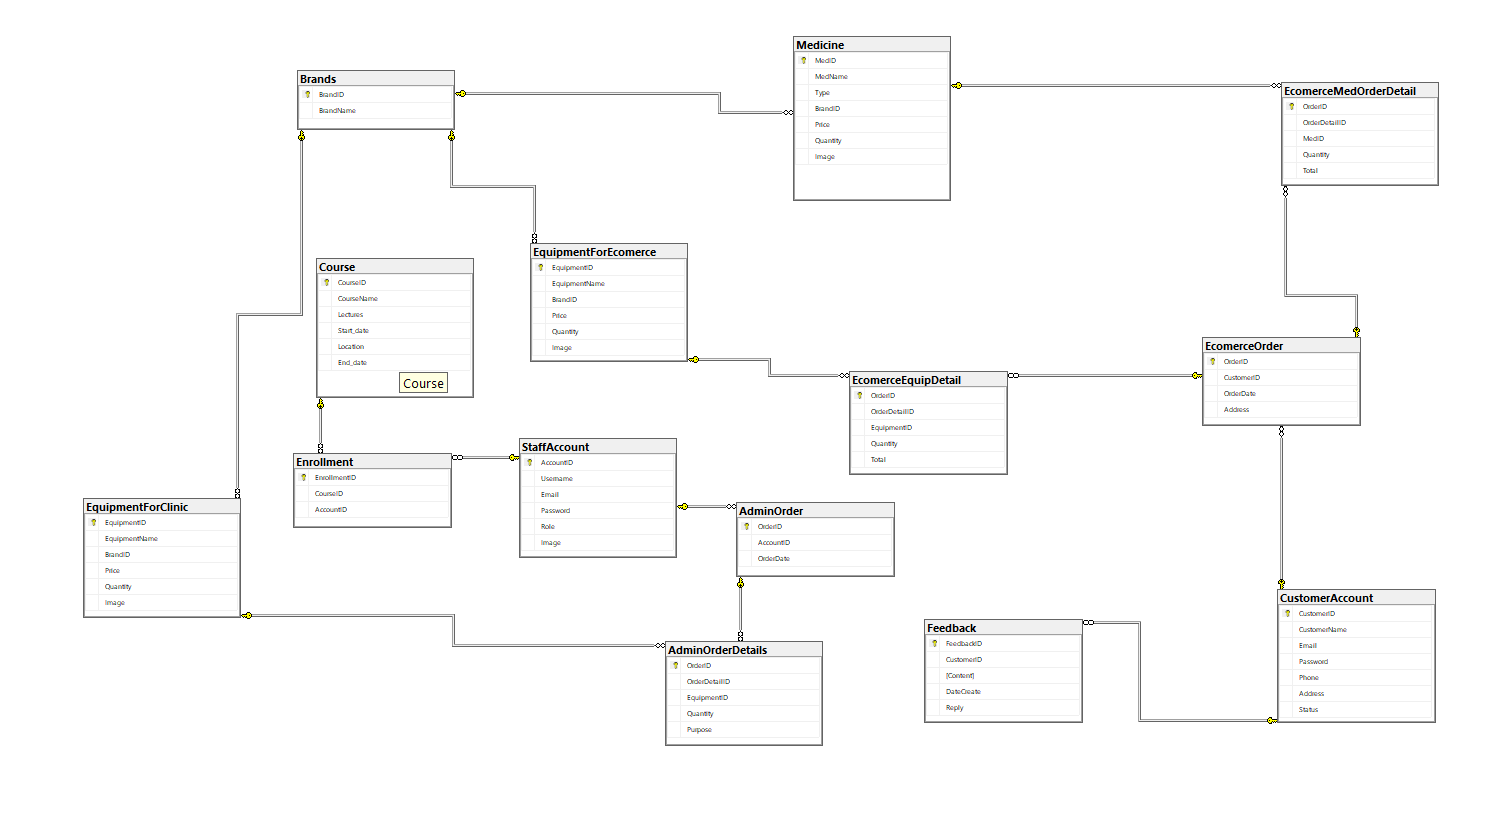 Brands
BrandID
BrandName
Medicine
MedID
MedName
Type
BrandID
Price
Quantity
Image
EcomerceMedOrderDetail
OrderID
OrderDetailID
MedID
Quantity
Total
EquipmentForEcomerce
EquipmentID
EquipmentName
BrandID
Price
Quantity
Image
Course
CourseID
CourseName
Lectures
Start_date
Location
End_date
Course
EcomerceOrder
OrderID
CustomerID
OrderDate
Address
EcomerceEquipDetail
OrderID
OrderDetailID
EquipmentID
Quantity
Total
Enrollment
EnrollmentID
CourseID
AccountID
StaffAccount
AccountID
Username
Email
Password
Role
Image
EquipmentForClinic
EquipmentID
EquipmentName
BrandID
Price
Quantity
Image
AdminOrder
OrderID
AccountID
OrderDate
CustomerAccount
CustomerID
CustomerName
Email
Password
Phone
Address
Status
Feedback
FeedbackID
CustomerID
[Content]
DateCreate
Reply
AdminOrderDetails
OrderID
OrderDetailID
EquipmentID
Quantity
Purpose